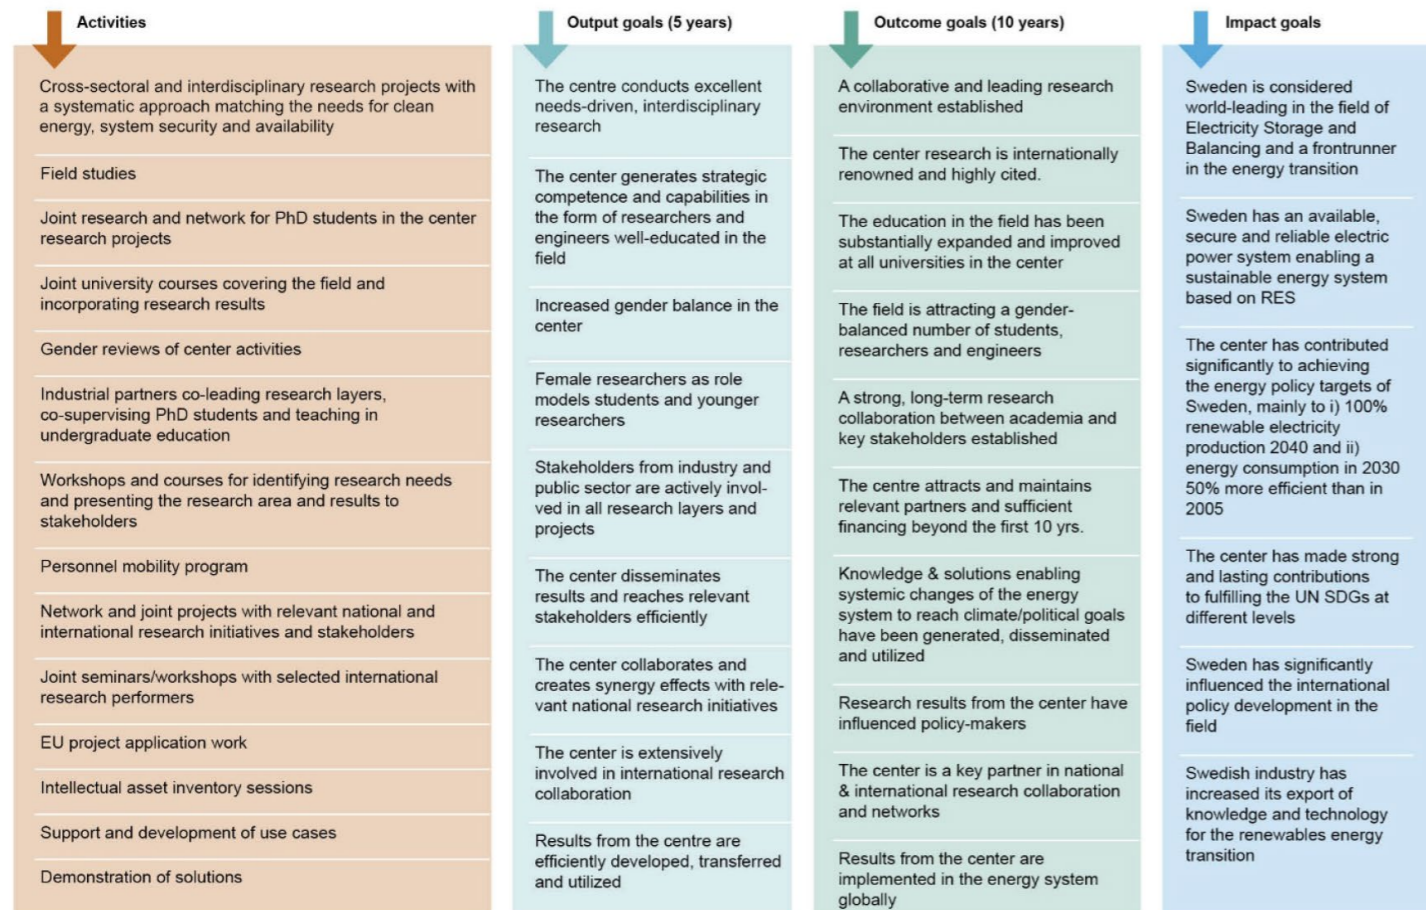 Activities
Cross-sectoral and interdisciplinary research projects with
a systematic approach matching the needs for clean
energy, system security and availability
Field studies
Joint research and network for PhD students in the center
research projects
Joint university courses covering the field and
incorporating research results
Gender reviews of center activities
Industrial partners co-leading research layers,
co-supervising PhD students and teaching in
undergraduate education
Workshops and courses for identifying research needs
and presenting the research area and results to
stakeholders
Personnel mobility program
Network and joint projects with relevant national and
international research initiatives and stakeholders
Joint seminars/workshops with selected international
research performers
EU project application work
Intellectual asset inventory sessions
Support and development of use cases
Demonstration of solutions
Output goals (5 years)
The centre conducts excellent
needs-driven, interdisciplinary
research
The center generates strategic
competence and capabilities in
the form of researchers and
engineers well-educated in the
field
Increased gender balance in the
center
Female researchers as role
models students and younger
researchers
Stakeholders from industry and
public sector are actively invol-
ved in all research layers and
projects
The center disseminates
results and reaches relevant
stakeholders efficiently
The center collaborates and
creates synergy effects with rele-
vant national research initiatives
The center is extensively
involved in international research
collaboration
Results from the centre are
efficiently developed, transferred
and utilized
Outcome goals (10 years)
A collaborative and leading research
environment established
The center research is internationally
renowned and highly cited.
The education in the field has been
substantially expanded and improved
at all universities in the center
The field is attracting a gender-
balanced number of students,
researchers and engineers
A strong, long-term research
collaboration between academia and
key stakeholders established
The centre attracts and maintains
relevant partners and sufficient
financing beyond the first 10 yrs.
Knowledge & solutions enabling
systemic changes of the energy
system to reach climate/political goals
have been generated, disseminated
and utilized
Research results from the center have
influenced policy-makers
The center is a key partner in national
& international research collaboration
and networks
Results from the center are
implemented in the energy system
globally
Impact goals
Sweden is considered
world-leading in the field of
Electricity Storage and
Balancing and a frontrunner
in the energy transition
Sweden has an available,
secure and reliable electric
power system enabling a
sustainable energy system
based on RES
The center has contributed
significantly to achieving
the energy policy targets of
Sweden, mainly to i) 100%
renewable electricity
production 2040 and ii)
energy consumption in 2030
50% more efficient than in
2005
The center has made strong
and lasting contributions
to fulfilling the UN SDGs at
different levels
Sweden has significantly
influenced the international
policy development in the
field
Swedish industry has
increased its export of
knowledge and technology
for the renewables energy
transition